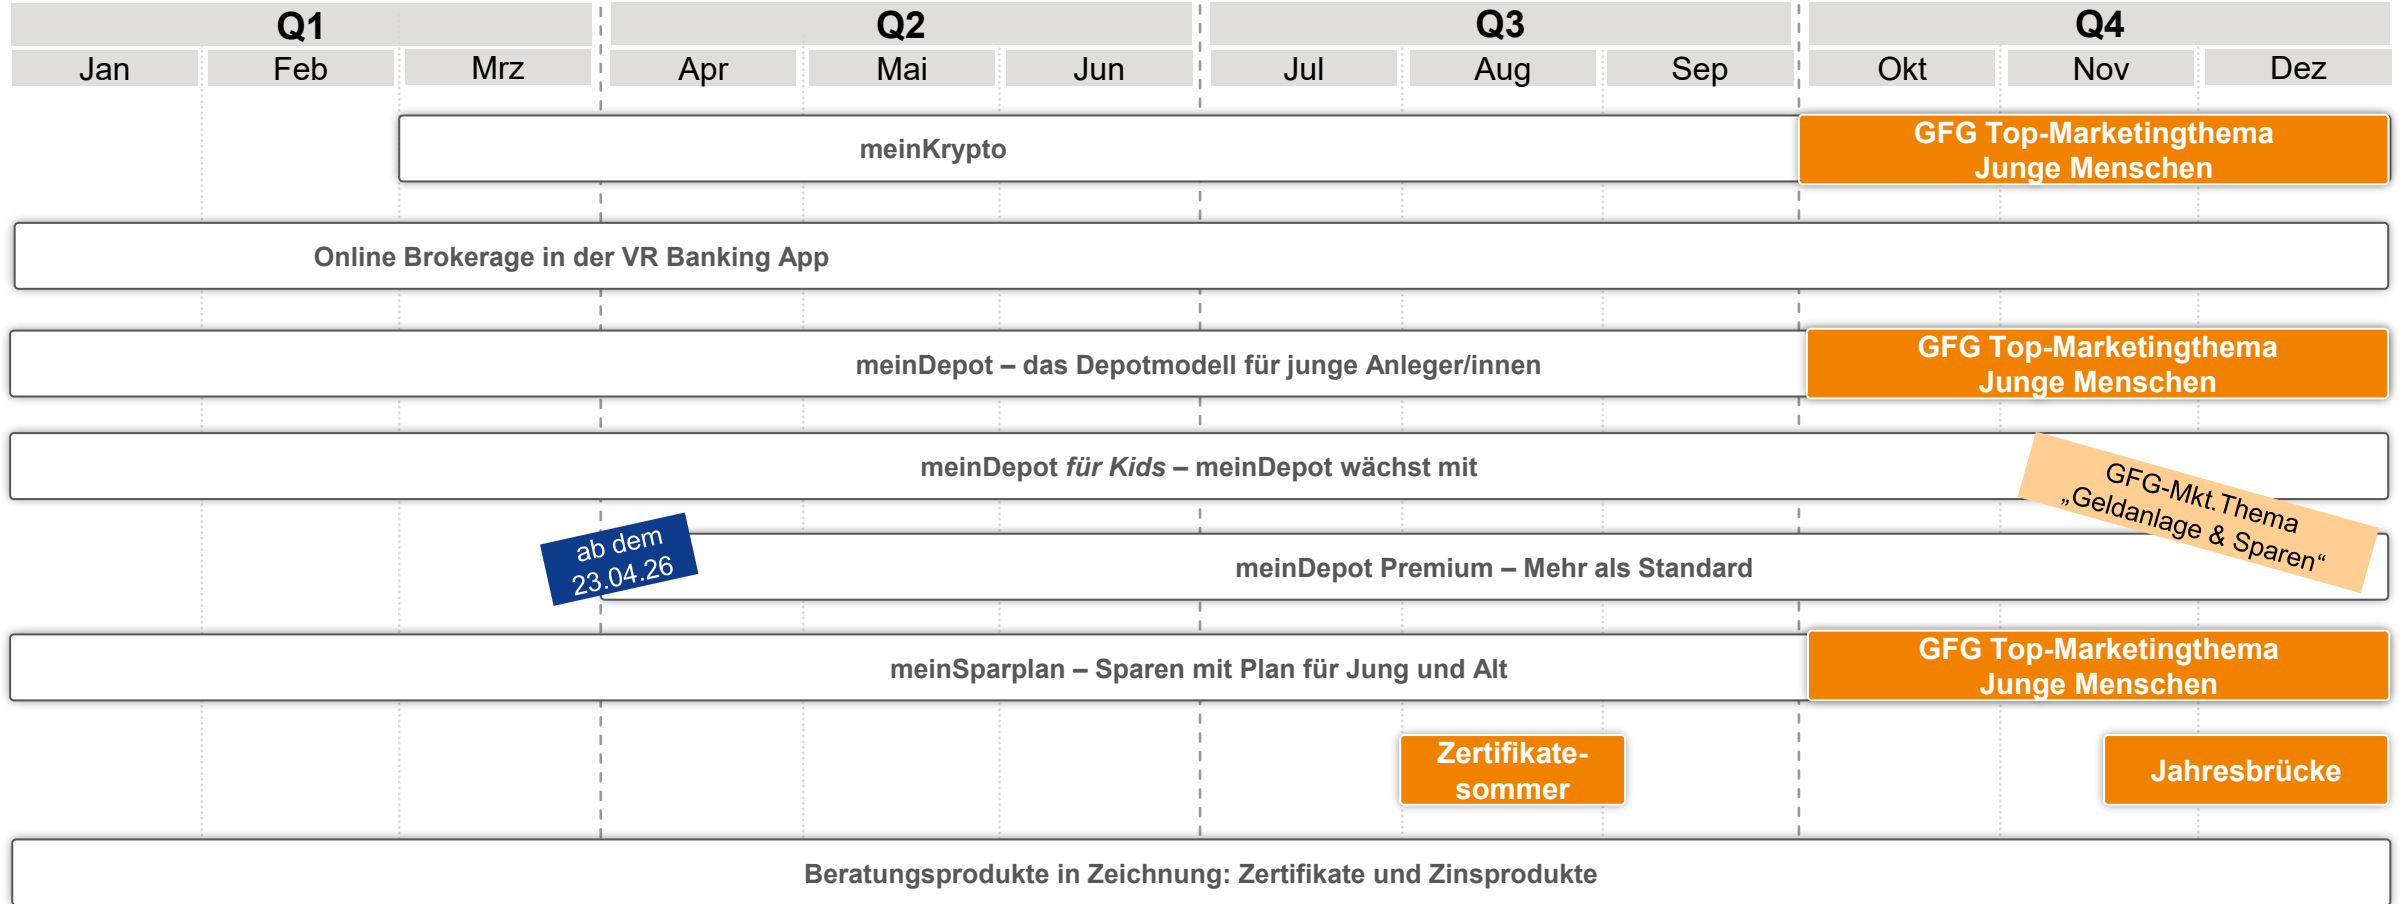 Q1 Q2 Q3 Q4
Jan Feb Mrz Apr Mai Jun Jul Aug Sep Okt Nov Dez
meinKrypto
GFG Top-Marketingthema
Junge Menschen
Online Brokerage in der VR Banking App
meinDepot – das Depotmodell für junge Anleger/innen
GFG Top-Marketingthema
Junge Menschen
meinDepot für Kids – meinDepot wächst mit
GFG-Mkt.Thema
„Geldanlage & Sparen“
ab dem
23.04.26
meinDepot Premium – Mehr als Standard
meinSparplan – Sparen mit Plan für Jung und Alt
GFG Top-Marketingthema
Junge Menschen
Zertifikate-
sommer
Jahresbrücke
Beratungsprodukte in Zeichnung: Zertifikate und Zinsprodukte